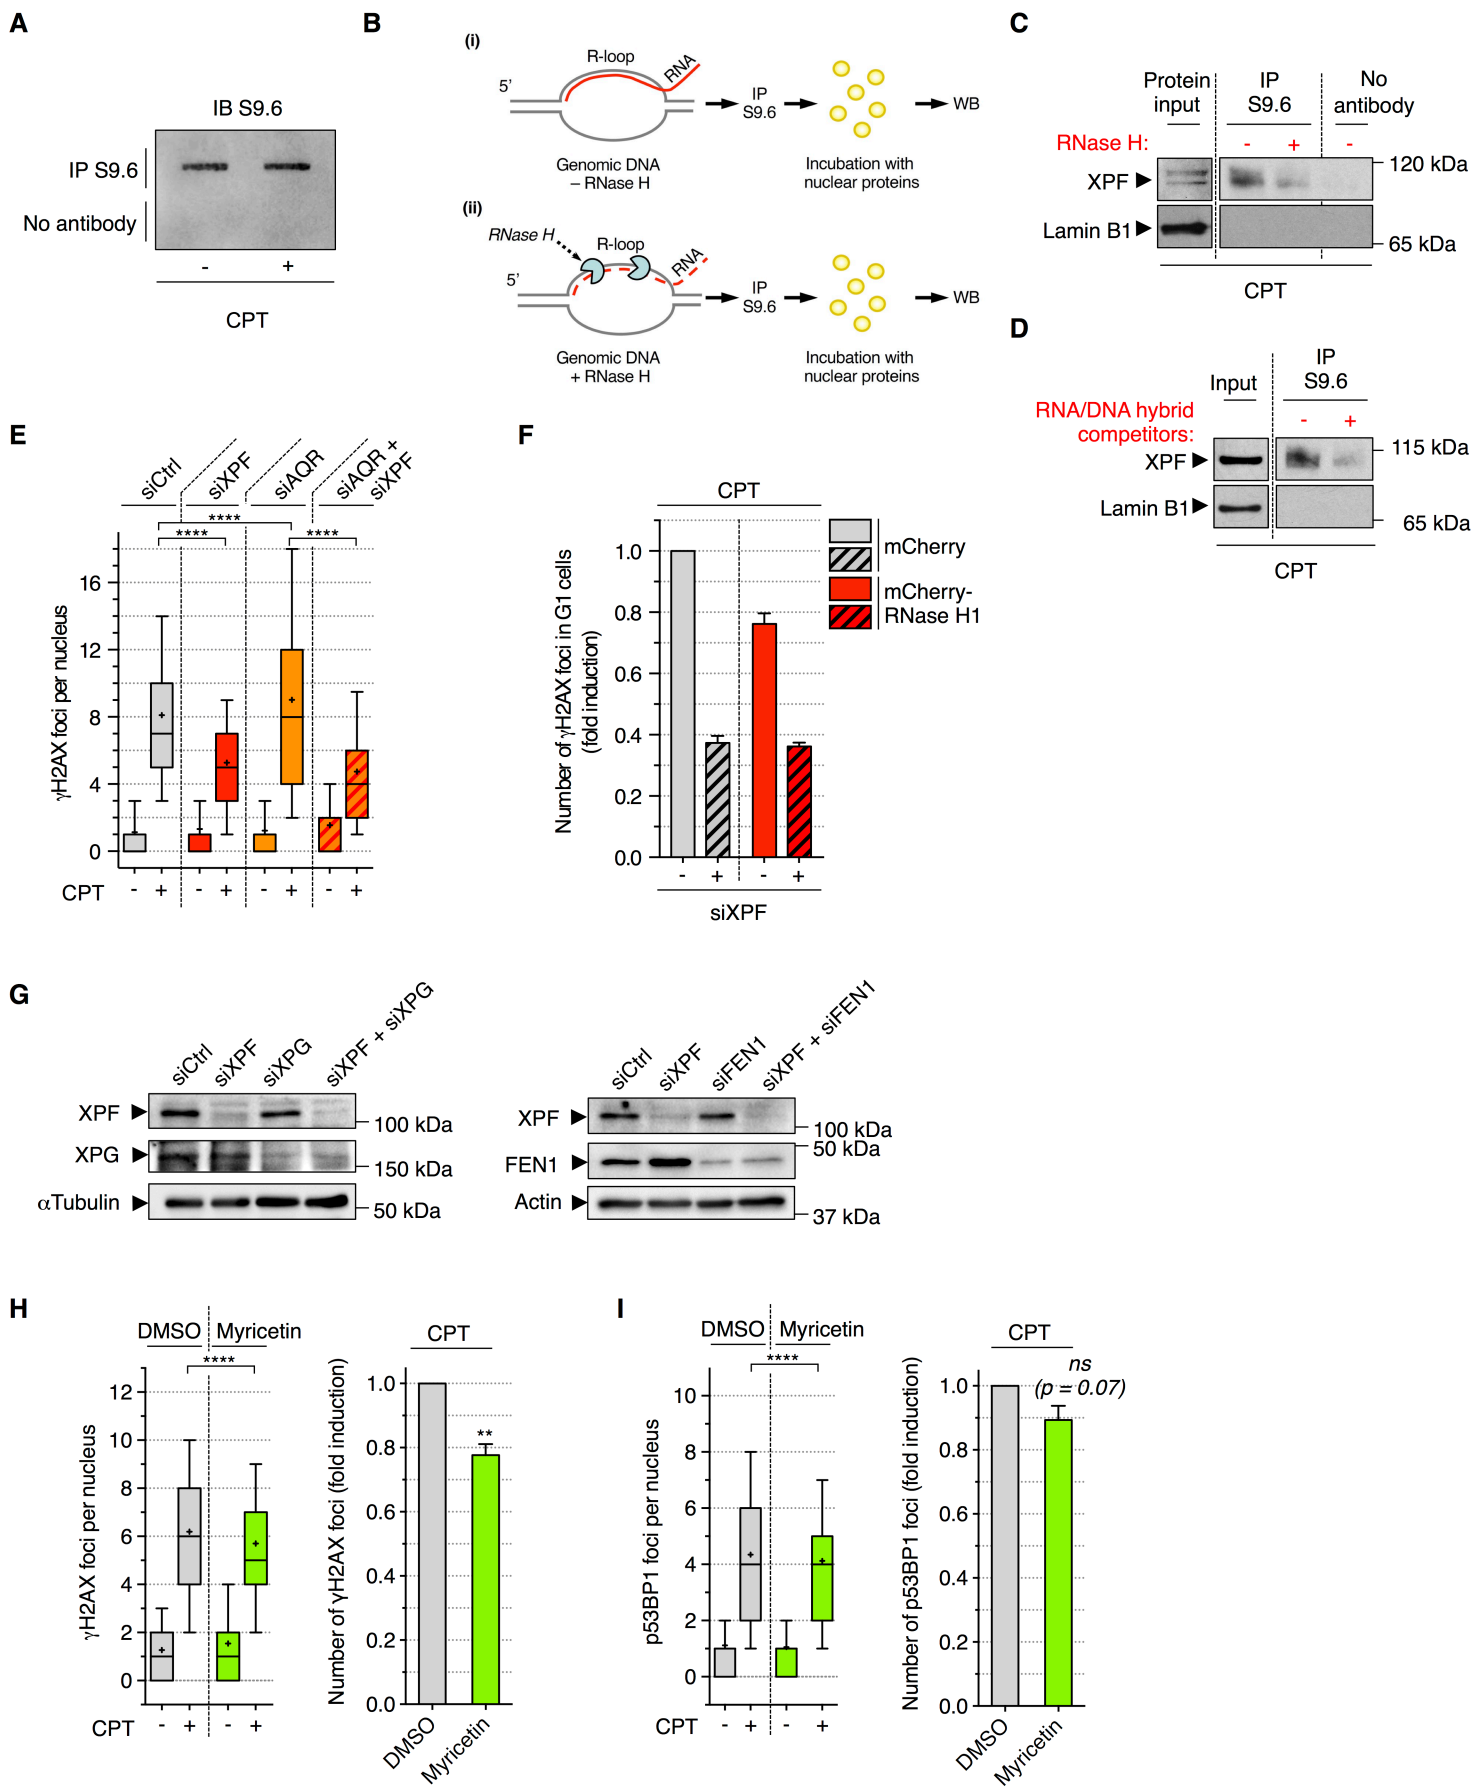 A
IB S9.6
IP S9.6
No antibody
- +
CPT
B
(i)
R-loop
RNA
5’
IP
S9.6
WB
Genomic DNA
– RNase H
Incubation with
nuclear proteins
(ii)
RNase H
R-loop
RNA
5’
IP
S9.6
WB
Genomic DNA
+ RNase H
Incubation with
nuclear proteins
C
Protein
input
IP
S9.6
No
antibody
RNase H: - + -
120 kDa
XPF
Lamin B1
65 kDa
CPT
D
Input
IP
S9.6
RNA/DNA hybrid
competitors:
- +
115 kDa
XPF
Lamin B1
65 kDa
CPT
E
siCtrl
siXPF
siAQR
siAQR +
siXPF
****
**** ****
γH2AX foci per nucleus
16
12
8
4
0
CPT - + - + - + - +
F
CPT
mCherry
mCherry-
RNase H1
Number of γH2AX foci in G1 cells
(fold induction)
1.0
0.8
0.6
0.4
0.2
0.0
- + - +
siXPF
G
siCtrl
siXPF
siXPG
siXPF + siXPG
XPF
100 kDa
XPG
150 kDa
αTubulin
50 kDa
siCtrl
siXPF
siFEN1
siXPF + siFEN1
XPF
100 kDa
50 kDa
FEN1
Actin
37 kDa
H
DMSO Myricetin
****
γH2AX foci per nucleus
12
10
8
6
4
2
0
CPT - + - +
CPT
**
Number of γH2AX foci (fold induction)
1.0
0.8
0.6
0.4
0.2
0.0
DMSO
Myricetin
I
DMSO Myricetin
****
p53BP1 foci per nucleus
10
8
6
4
2
0
CPT - + - +
CPT
ns
(p = 0.07)
Number of p53BP1 foci (fold induction)
1.0
0.8
0.6
0.4
0.2
0.0
DMSO
Myricetin